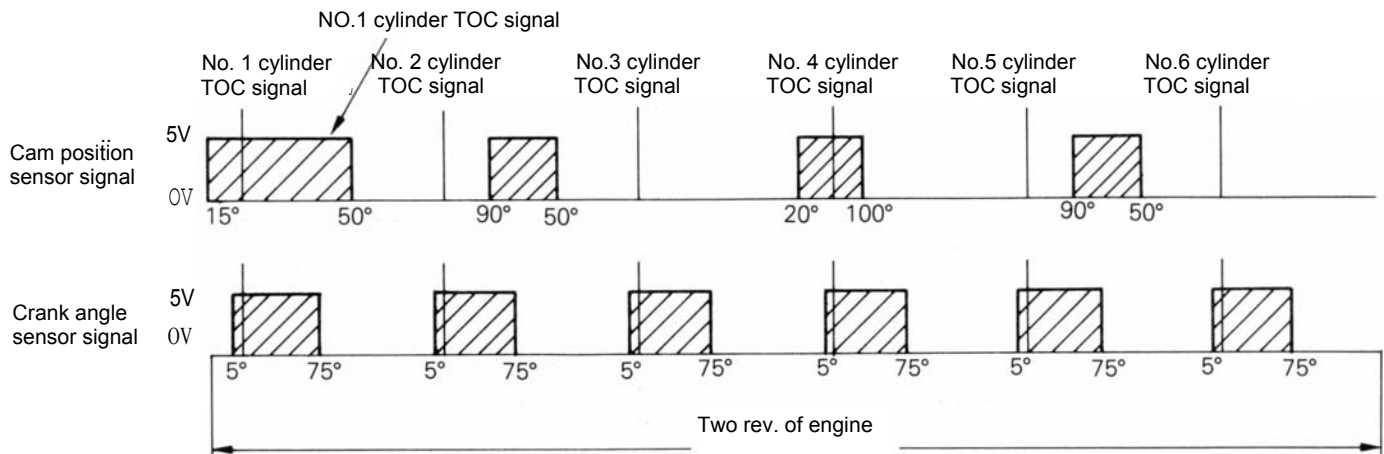 NO.1 cylinder TOC signal
No. 1 cylinder TOC signal
No. 2 cylinder TOC signal
No.3 cylinder TOC signal
No. 4 cylinder TOC signal
No.5 cylinder TOC signal
No.6 cylinder TOC signal
Cam position sensor signal
5V
0V
15° 50° 90° 50° 20° 100° 90° 50°
Crank angle sensor signal
5V
0V
5° 75° 5° 75° 5° 75° 5° 75° 5° 75° 5° 75°
Two rev. of engine